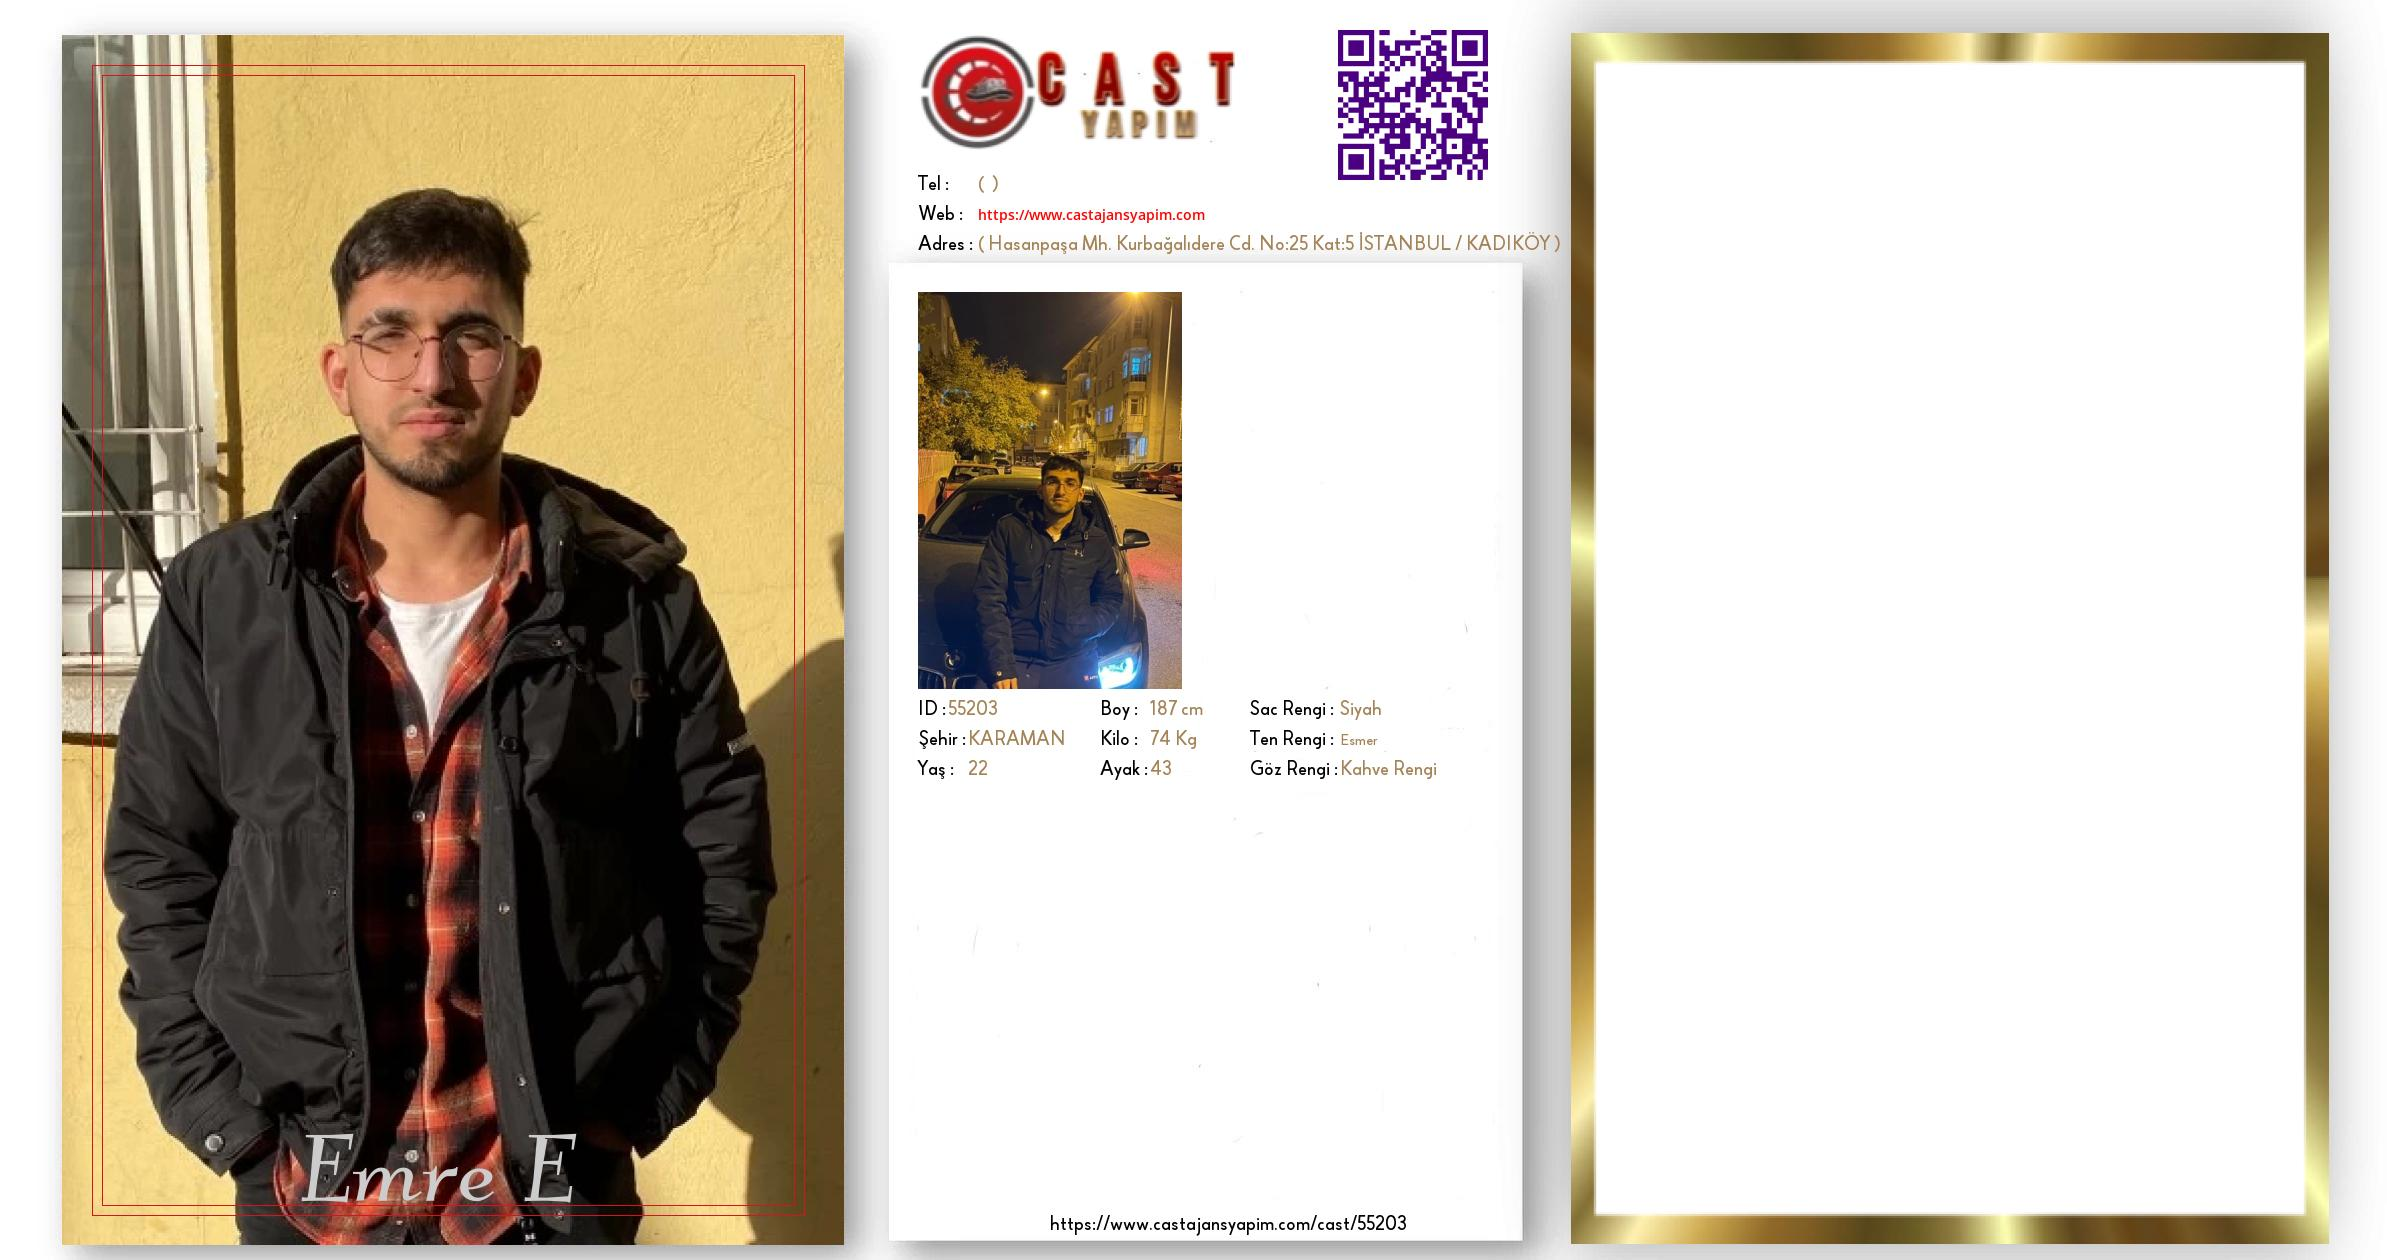 Emre E
CAST
YAPIM
Tel : ( )
Web : https://www.castajansyapim.com
Adres : ( Hasanpaşa Mh. Kurbağalıdere Cd. No:25 Kat:5 İSTANBUL / KADIKÖY )
ID : 55203 Boy : 187 cm Sac Rengi : Siyah
Şehir : KARAMAN Kilo : 74 Kg Ten Rengi : Esmer
Yaş : 22 Ayak : 43 Göz Rengi : Kahve Rengi
https://www.castajansyapim.com/cast/55203